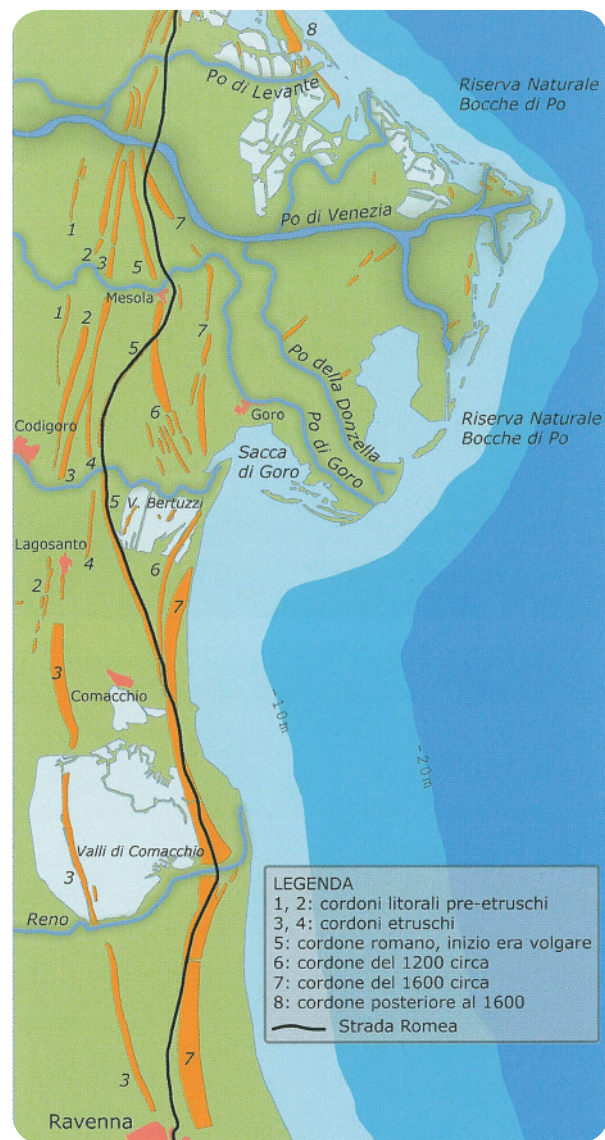 8
Po di Levante
Riserva Naturale
Bocche di Po
1
Po di Venezia
7
2
3
5
Mesola
1
2
7
5
Po della Donzella
6
Goro
Riserva Naturale
Bocche di Po
Codigoro
Po di Goro
Sacca
di Goro
4
3
5
V. Bertuzzi
Lagosanto
4
6
7
2
3
Comacchio
-10m
-20m
Valli di Comacchio
3
Reno
LEGENDA
1, 2: cordoni litorali pre-etruschi
3, 4: cordoni etruschi
5: cordone romano, inizio era volgare
6: cordone del 1200 circa
7: cordone del 1600 circa
8: cordone posteriore al 1600
Strada Romea
7
3
Ravenna